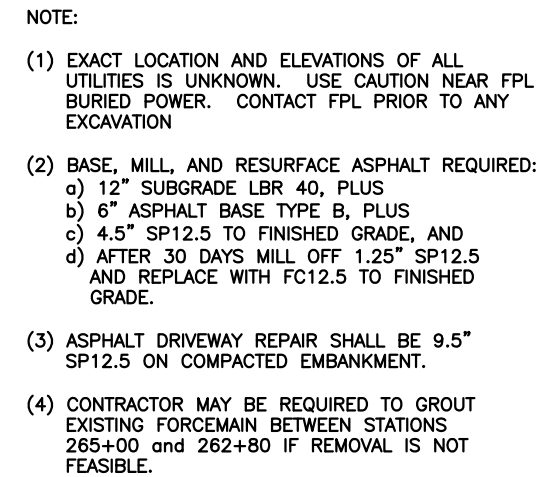 NOTE:
(1) EXACT LOCATION AND ELEVATIONS OF ALL
UTILITIES IS UNKNOWN. USE CAUTION NEAR FPL
BURIED POWER. CONTACT FPL PRIOR TO ANY
EXCAVATION
(2) BASE, MILL, AND RESURFACE ASPHALT REQUIRED:
a) 12" SUBGRADE LBR 40, PLUS
b) 6" ASPHALT BASE TYPE B, PLUS
c) 4.5" SP12.5 TO FINISHED GRADE, AND
d) AFTER 30 DAYS MILL OFF 1.25" SP12.5
AND REPLACE WITH FC12.5 TO FINISHED
GRADE.
(3) ASPHALT DRIVEWAY REPAIR SHALL BE 9.5"
SP12.5 ON COMPACTED EMBANKMENT.
(4) CONTRACTOR MAY BE REQUIRED TO GROUT
EXISTING FORCEMAIN BETWEEN STATIONS
265+00 and 262+80 IF REMOVAL IS NOT
FEASIBLE.